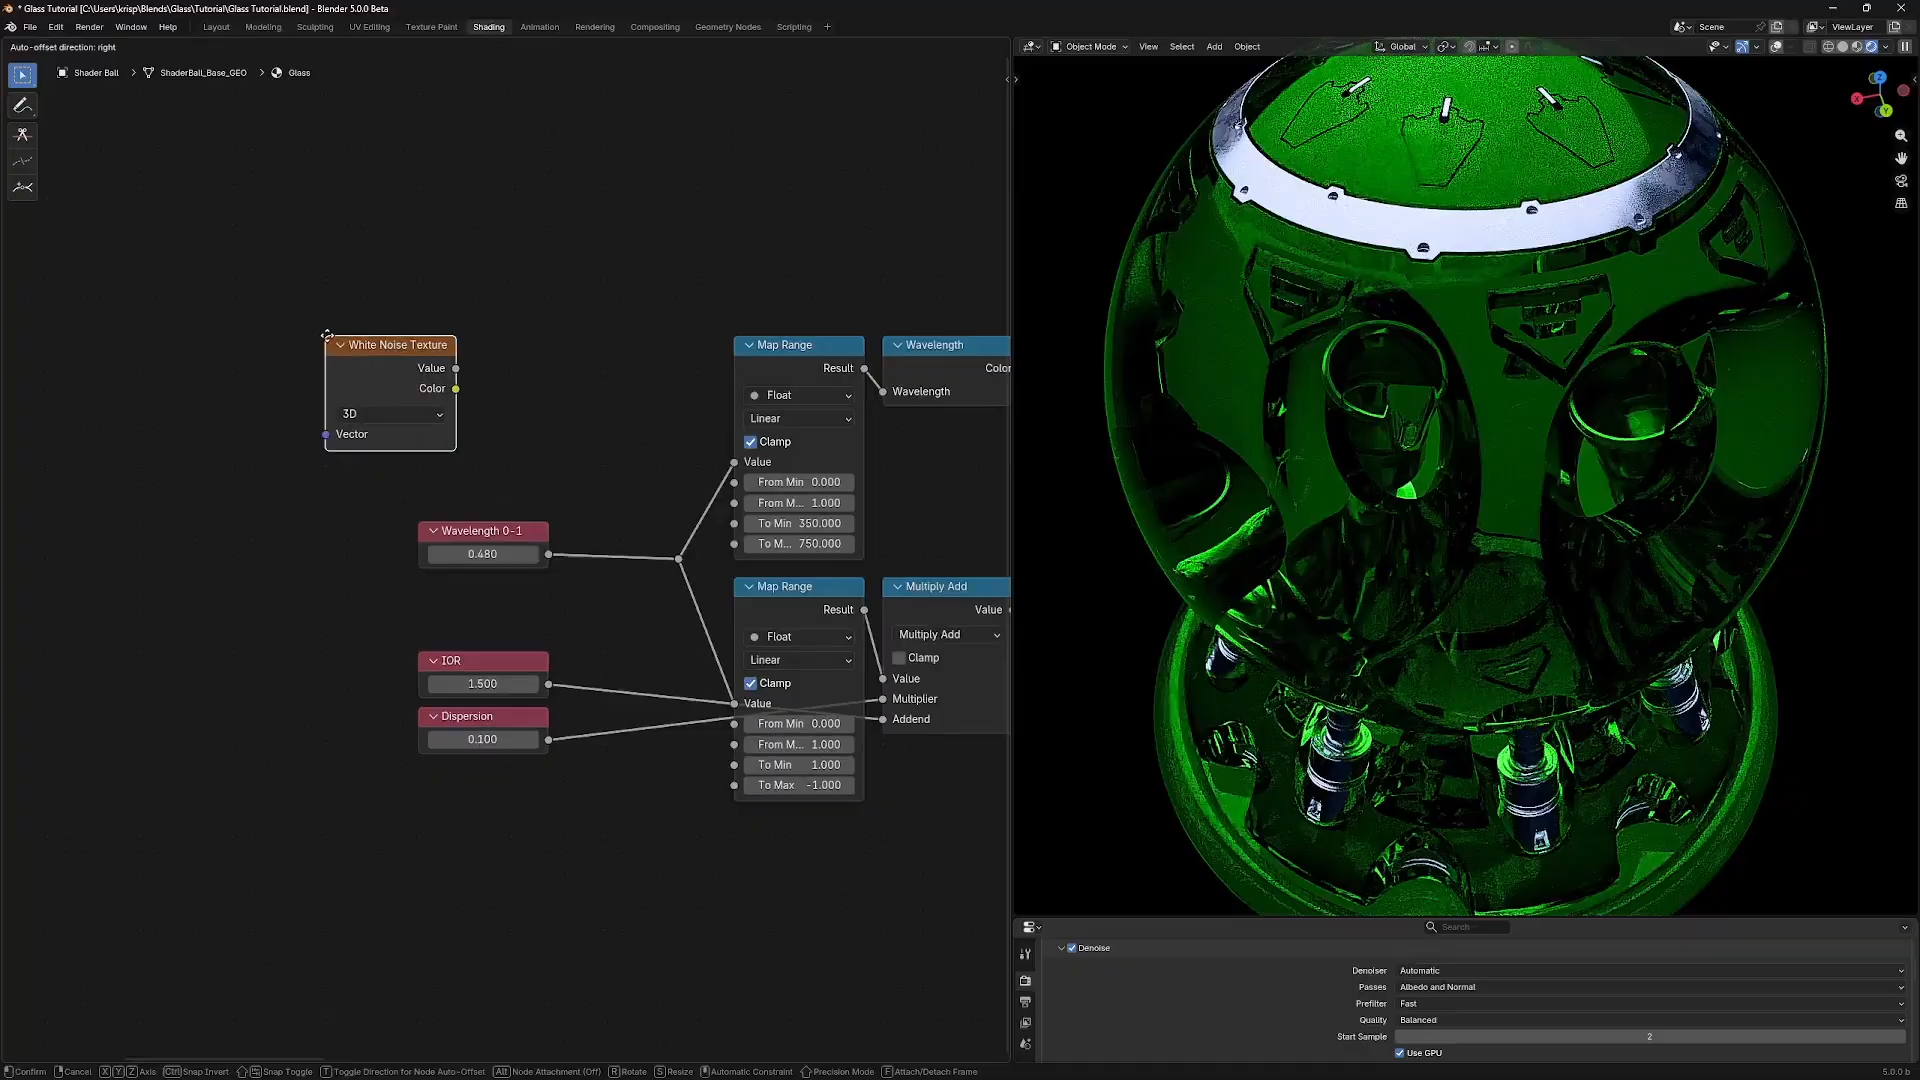 * Glass Tutorial [C:\Users\krisp\Blends\Glass\Tutorial\Glass Tutorial.blend] - Blender 5.0.0 Beta
File Edit Render Window Help Layout Modeling Sculpting UV Editing Texture Paint Shading Animation Rendering Compositing Geometry Nodes Scripting + Scene ViewLayer
Auto-offset direction: right
Object Mode View Select Add Object Global
Shader Ball > ShaderBall_Base_GEO > Glass
Z
X
Y
White Noise Texture
Value
Color
3D
Vector
Map Range
Result
Float
Linear
Clamp
Value
From Min 0.000
From M... 1.000
To Min 350.000
To M... 750.000
Wavelength
Color
Wavelength
Wavelength 0-1
0.480
IOR
1.500
Dispersion
0.100
Map Range
Result
Float
Linear
Clamp
Value
From Min 0.000
From M... 1.000
To Min 1.000
To Max -1.000
Multiply Add
Value
Multiply Add
Clamp
Value
Multiplier
Addend
Search
Denoise
Denoiser Automatic
Passes Albedo and Normal
Prefilter Fast
Quality Balanced
Start Sample 2
Use GPU
Confirm Cancel X Y Z Axis Ctrl Snap Invert Snap Toggle T Toggle Direction for Node Auto-Offset Alt Node Attachment (Off) R Rotate S Resize Automatic Constraint Precision Mode F Attach/Detach Frame 5.0.0 b